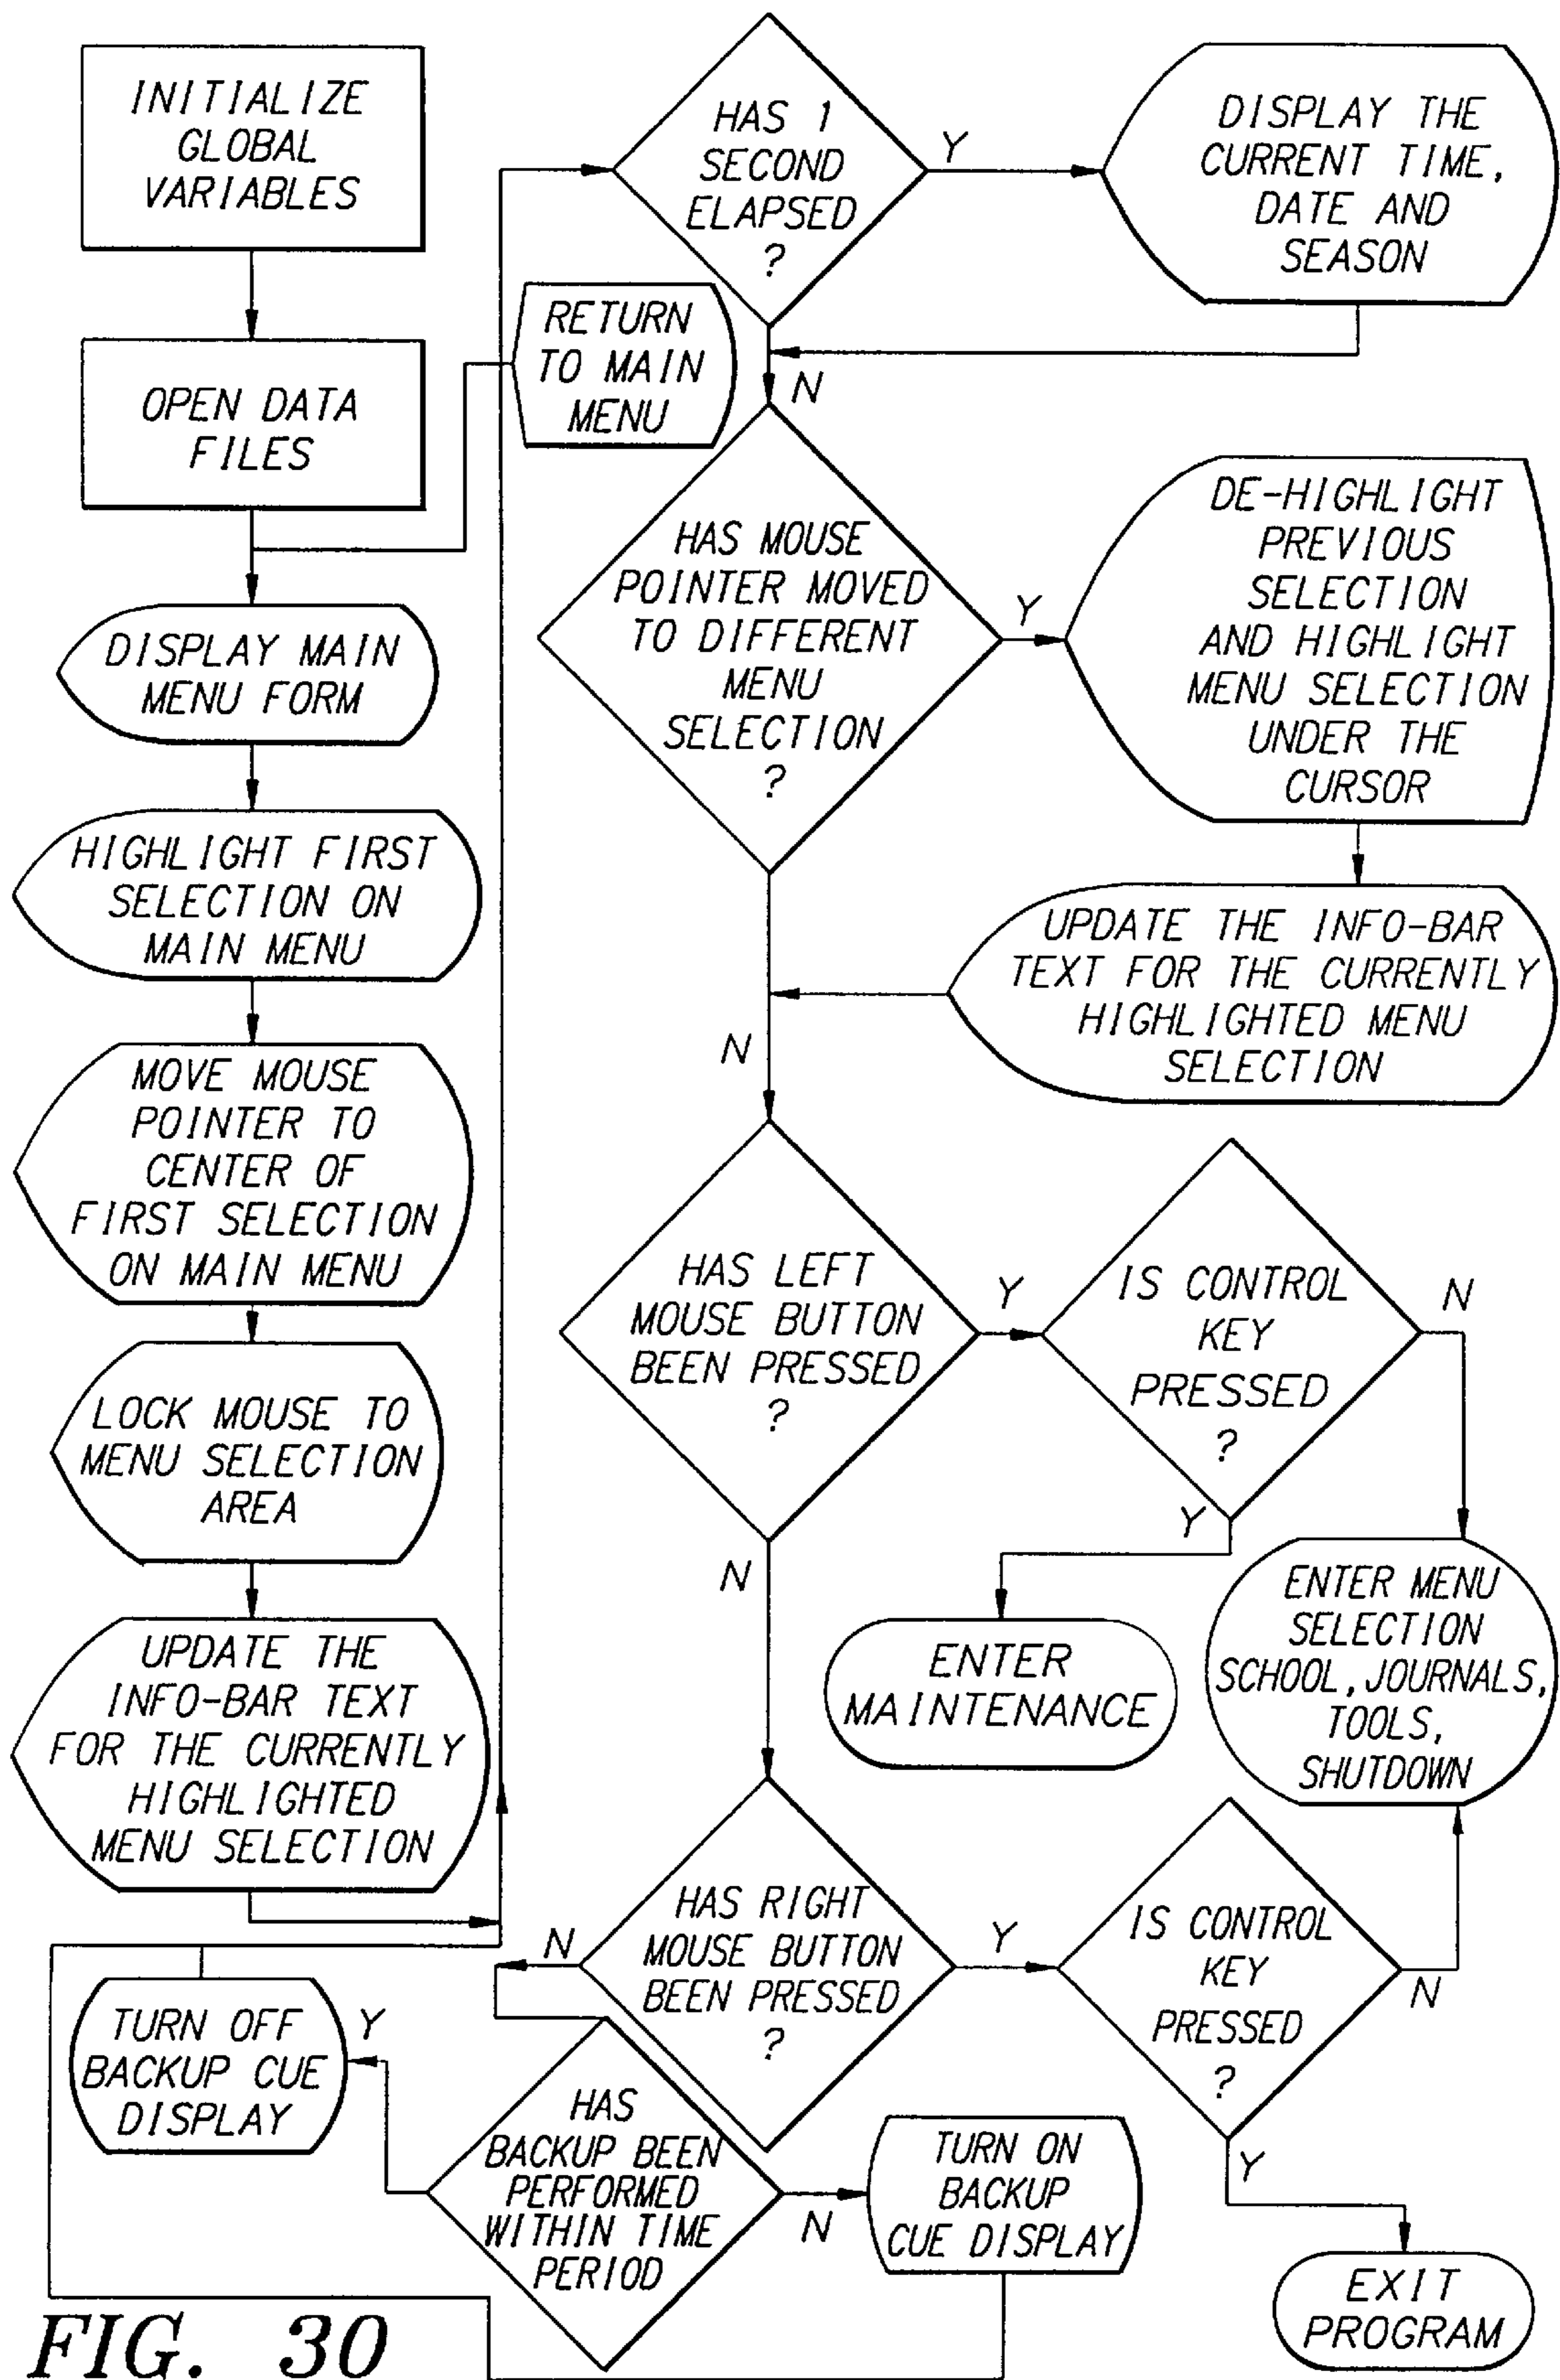 INITIALIZE
GLOBAL
VARIABLES
OPEN DATA
FILES
RETURN
TO MAIN
MENU
DISPLAY MAIN
MENU FORM
HIGHLIGHT FIRST
SELECTION ON
MAIN MENU
MOVE MOUSE
POINTER TO
CENTER OF
FIRST SELECTION
ON MAIN MENU
LOCK MOUSE TO
MENU SELECTION
AREA
UPDATE THE
INFO-BAR TEXT
FOR THE CURRENTLY
HIGHLIGHTED
MENU SELECTION
HAS 1
SECOND
ELAPSED
?
Y
DISPLAY THE
CURRENT TIME,
DATE AND
SEASON
N
HAS MOUSE
POINTER MOVED
TO DIFFERENT
MENU
SELECTION
?
Y
DE-HIGHLIGHT
PREVIOUS
SELECTION
AND HIGHLIGHT
MENU SELECTION
UNDER THE
CURSOR
UPDATE THE INFO-BAR
TEXT FOR THE CURRENTLY
HIGHLIGHTED MENU
SELECTION
N
HAS LEFT
MOUSE BUTTON
BEEN PRESSED
?
Y
IS CONTROL
KEY
PRESSED
?
N
Y
ENTER
MAINTENANCE
ENTER MENU
SELECTION
SCHOOL, JOURNALS,
TOOLS,
SHUTDOWN
N
HAS RIGHT
MOUSE BUTTON
BEEN PRESSED
?
Y
IS CONTROL
KEY
PRESSED
?
N
Y
EXIT
PROGRAM
N
HAS
BACKUP BEEN
PERFORMED
WITHIN TIME
PERIOD
Y
TURN OFF
BACKUP CUE
DISPLAY
N
TURN ON
BACKUP
CUE DISPLAY
FIG. 30